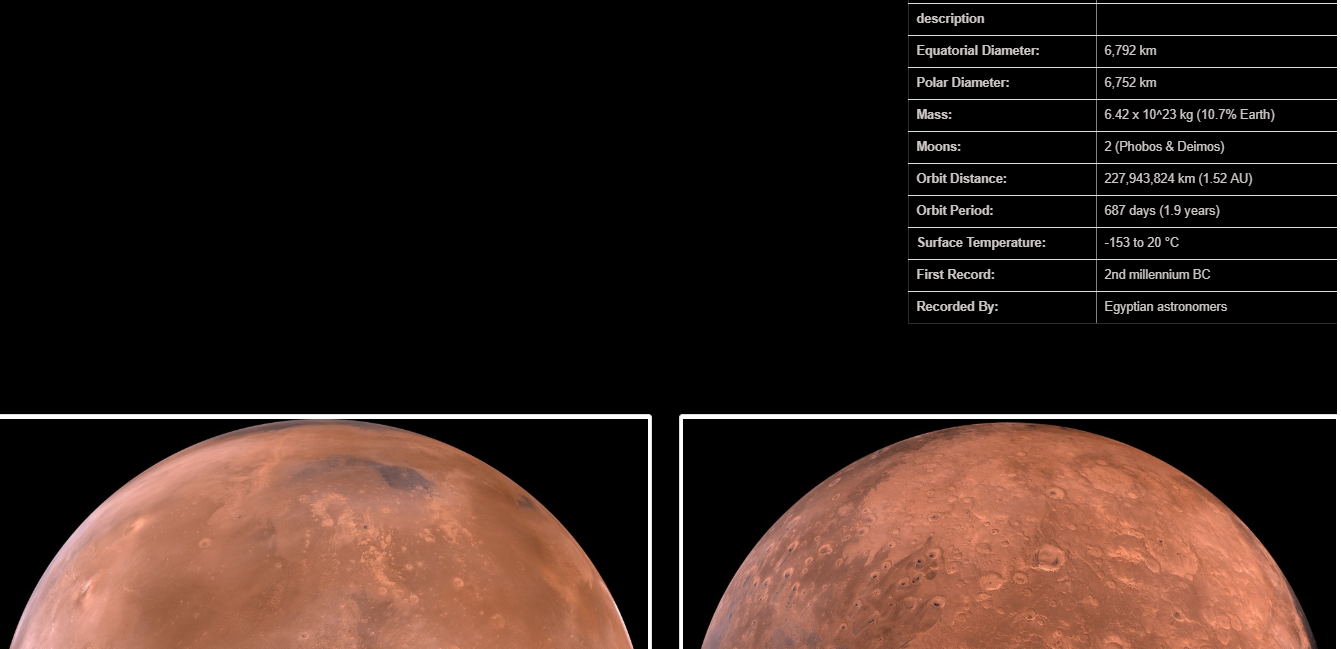 description
Equatorial Diameter: 6,792 km
Polar Diameter: 6,752 km
Mass: 6.42 x 10^23 kg (10.7% Earth)
Moons: 2 (Phobos & Deimos)
Orbit Distance: 227,943,824 km (1.52 AU)
Orbit Period: 687 days (1.9 years)
Surface Temperature: -153 to 20 °C
First Record: 2nd millennium BC
Recorded By: Egyptian astronomers